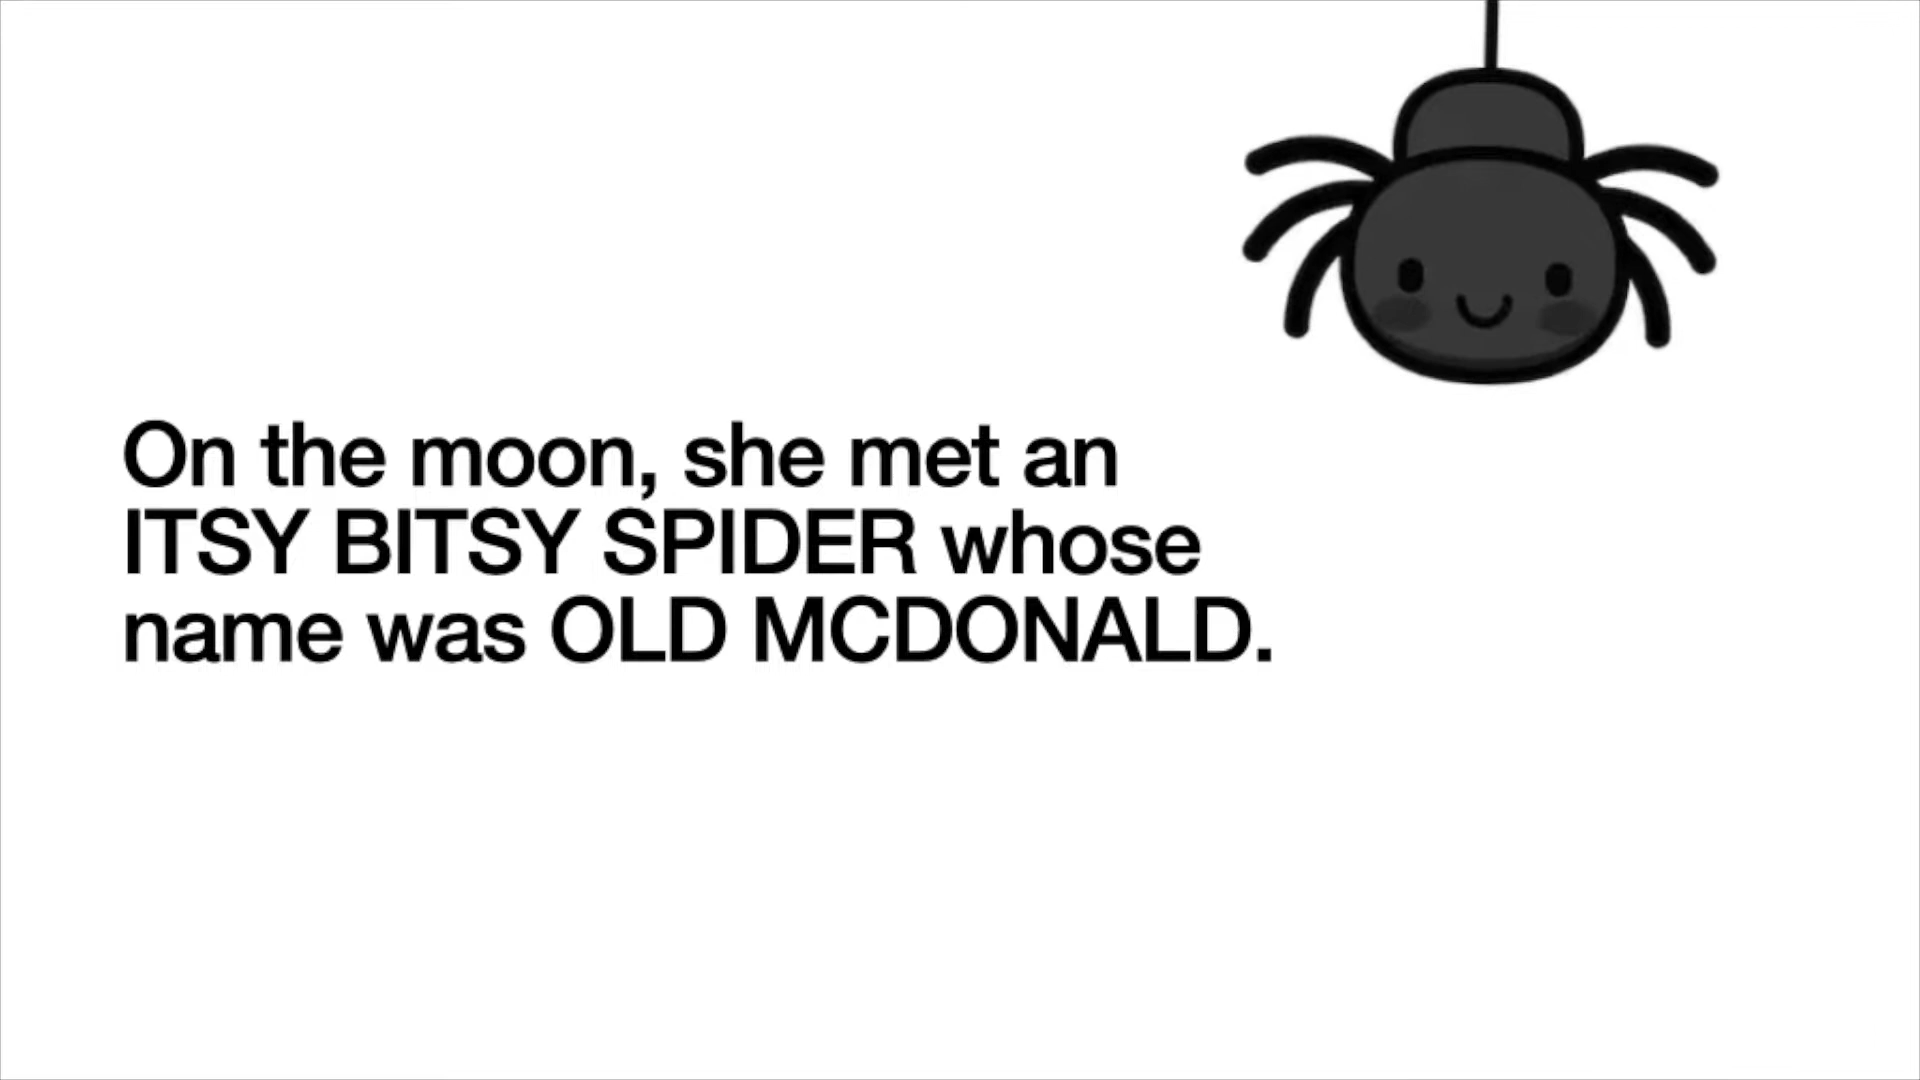 On the moon, she met an
ITSY BITSY SPIDER whose
name was OLD MCDONALD.